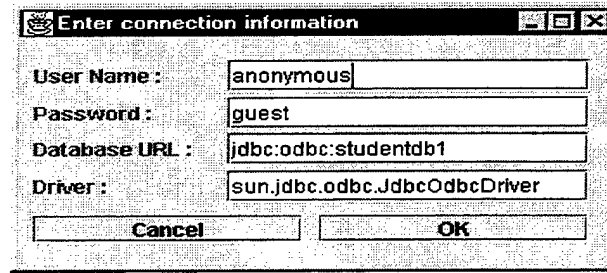 Enter connection information
User Name : anonymous
Password : guest
Database URL : jdbc:odbc:studentdb1
Driver : sun.jdbc.odbc.JdbcOdbcDriver
Cancel OK